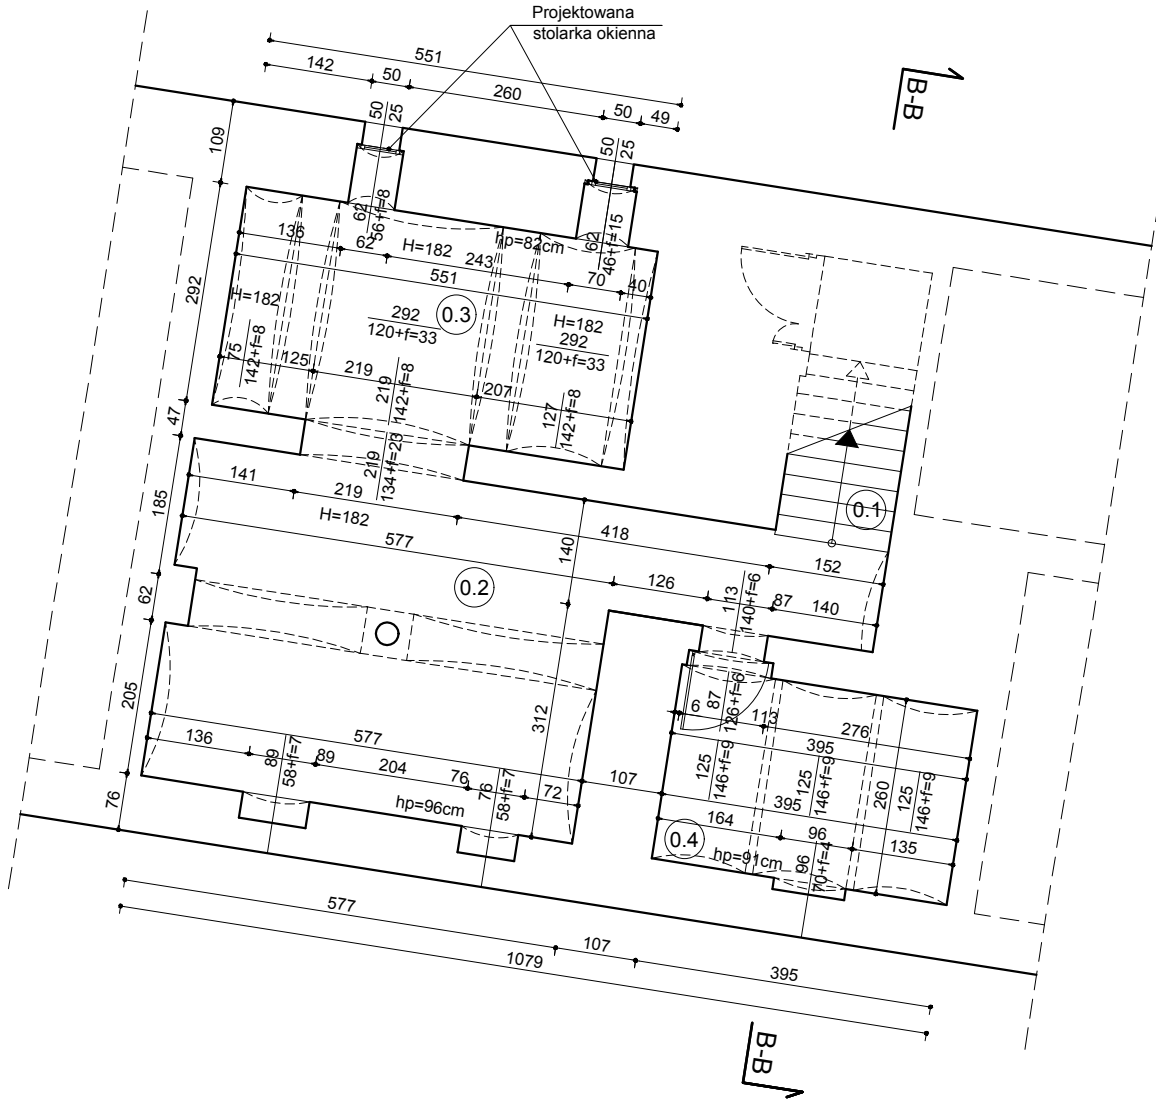 Projektowana
stolarka okienna
551
142
50
260
50
49
B-B
109
50
25
50
25
62
56+f=8
62
46+f=15
136
62
H=182
243
hp=82cm
70
40
551
292
H=182
292
120+f=33
0.3
H=182
292
120+f=33
75
142+f=8
125
219
219
142+f=8
207
127
142+f=8
47
219
134+f=23
141
219
H=182
418
0.1
185
577
140
152
0.2
126
113
140+f=6
87
140
62
205
312
6
87
126+f=6
113
276
577
395
136
89
58+f=7
89
204
76
76
58+f=7
72
107
125
146+f=9
125
146+f=9
260
125
146+f=9
395
76
hp=96cm
164
96
135
0.4
hp=91cm
96
70+f=4
577
107
395
1079
B-B